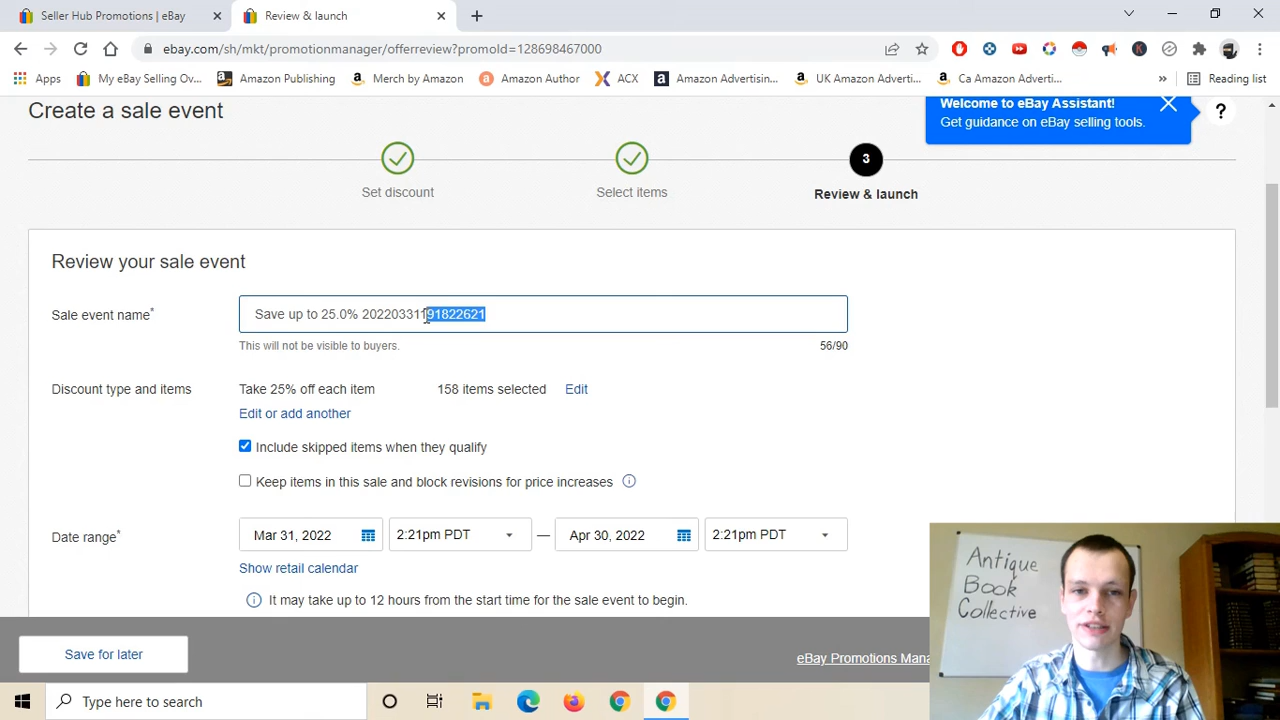 Seller Hub Promotions | eBay
Review & launch
ebay.com/sh/mkt/promotionmanager/offerreview?promoId=128698467000
Apps
My eBay Selling Ov...
Amazon Publishing
Merch by Amazon
Amazon Author
ACX
Amazon Advertisin...
UK Amazon Adverti...
Ca Amazon Adverti...
»
Reading list
Create a sale event
Welcome to eBay Assistant!
Get guidance on eBay selling tools.
?
3
Set discount
Select items
Review & launch
Review your sale event
Sale event name*
Save up to 25.0% 20220331191822621
This will not be visible to buyers.
56/90
Discount type and items
Take 25% off each item
158 items selected
Edit
Edit or add another
Include skipped items when they qualify
Keep items in this sale and block revisions for price increases
Date range*
Mar 31, 2022
2:21pm PDT
—
Apr 30, 2022
2:21pm PDT
Show retail calendar
It may take up to 12 hours from the start time for the sale event to begin.
Save for later
eBay Promotions Mana
Antique
Book
Collective
Type here to search